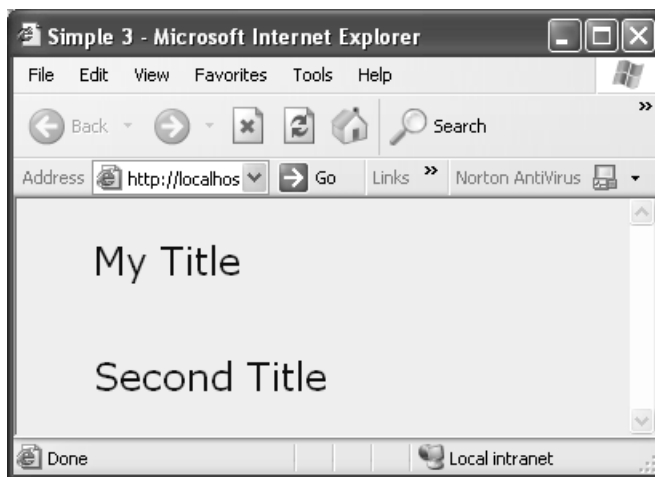 Simple 3 - Microsoft Internet Explorer
File Edit View Favorites Tools Help
Back Search »
Address http://localhos Go Links » Norton AntiVirus
My Title
Second Title
Done Local intranet